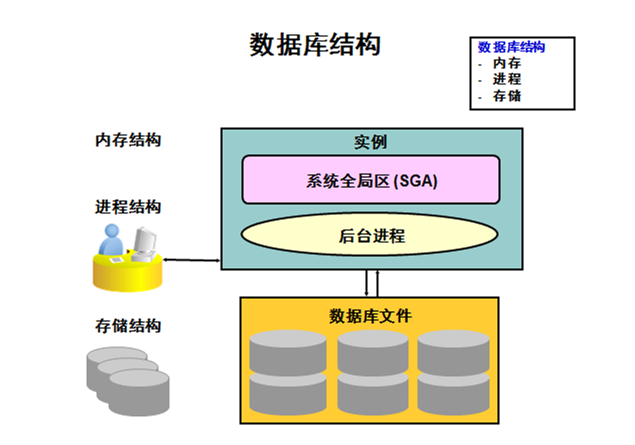 数据库结构
数据库结构
- 内存
- 进程
- 存储
内存结构
实例
系统全局区 (SGA)
进程结构
后台进程
存储结构
数据库文件